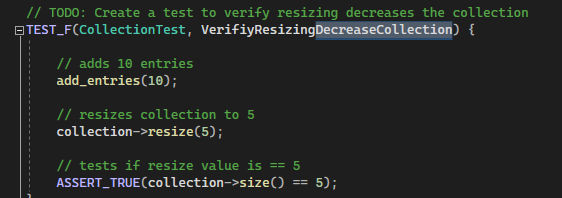 // TODO: Create a test to verify resizing decreases the collection
TEST_F(CollectionTest, VerifiyResizingDecreaseCollection) {
// adds 10 entries
add_entries(10);
// resizes collection to 5
collection->resize(5);
// tests if resize value is == 5
ASSERT_TRUE(collection->size() == 5);